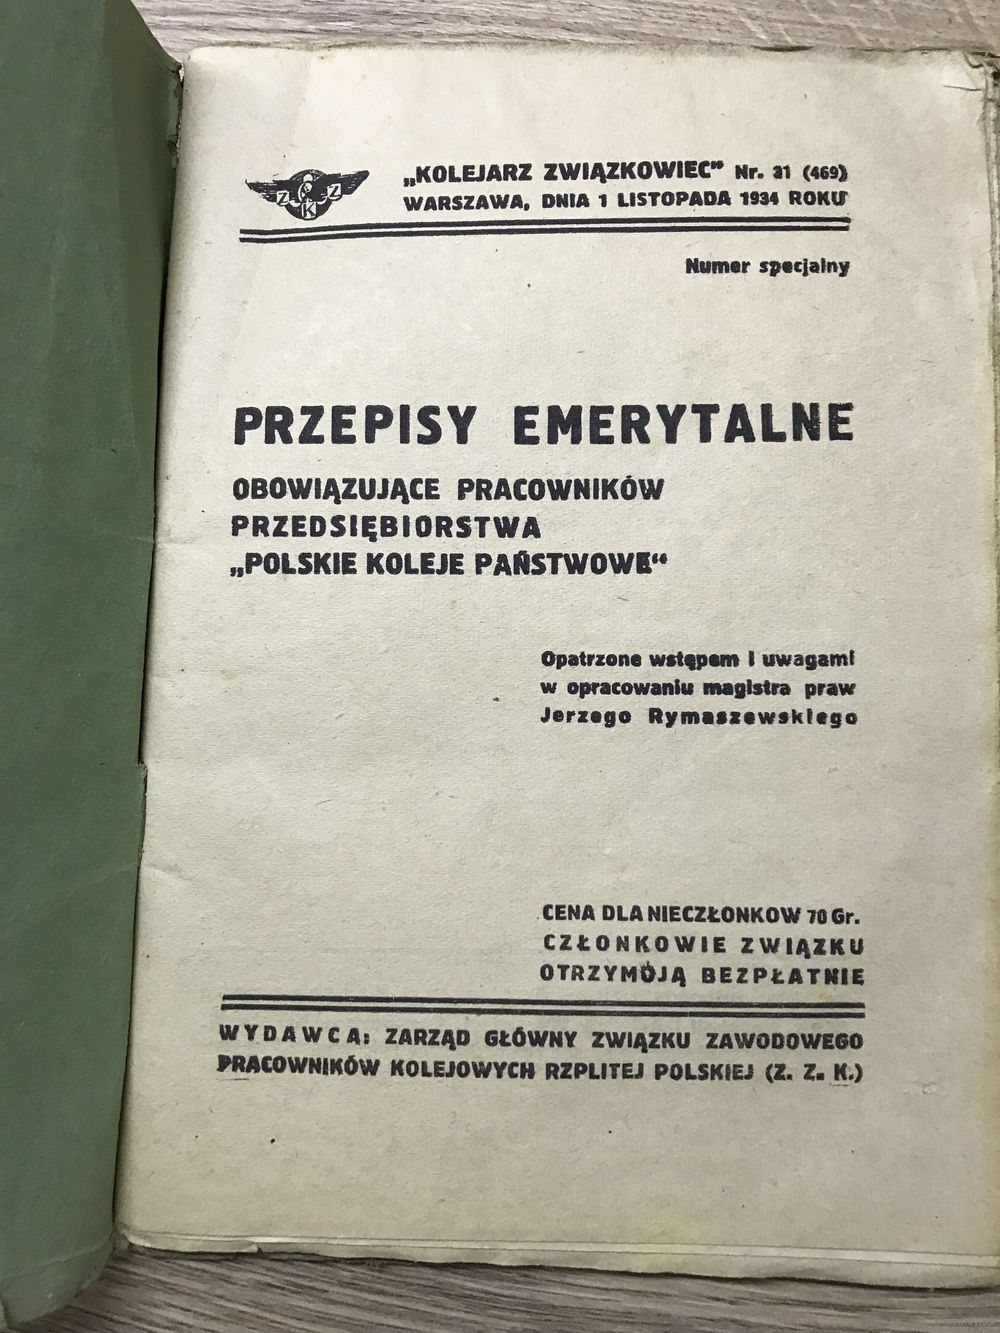 „KOLEJARZ ZWIĄZKOWIEC" Nr. 31 (469)
WARSZAWA, DNIA 1 LISTOPADA 1934 ROKU
Z Z K
Numer specjalny
PRZEPISY EMERYTALNE
OBOWIĄZUJĄCE PRACOWNIKÓW
PRZEDSIĘBIORSTWA
„POLSKIE KOLEJE PAŃSTWOWE“
Opatrzone wstępem i uwagami
w opracowaniu magistra praw
Jerzego Rymaszewskiego
CENA DLA NIECZŁONKOW 70 Gr.
CZŁONKOWIE ZWIĄZKU
OTRZYMÓJĄ BEZPŁATNIE
WYDAWCA: ZARZĄD GŁÓWNY ZWIĄZKU ZAWODOWEGO
PRACOWNIKÓW KOLEJOWYCH RZPLITEJ POLSKIEJ (Z. Z. K.)